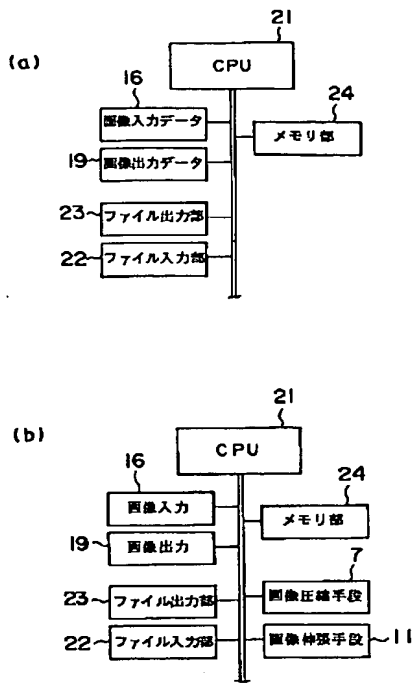 (a)
21
CPU
16
24
画像入力データ
メモリ部
19
画像出力データ
23
ファイル出力部
22
ファイル入力部
(b)
21
CPU
16
24
画像入力
メモリ部
19
画像出力
7
23
ファイル出力部
画像圧縮手段
22
ファイル入力部
画像伸張手段
11